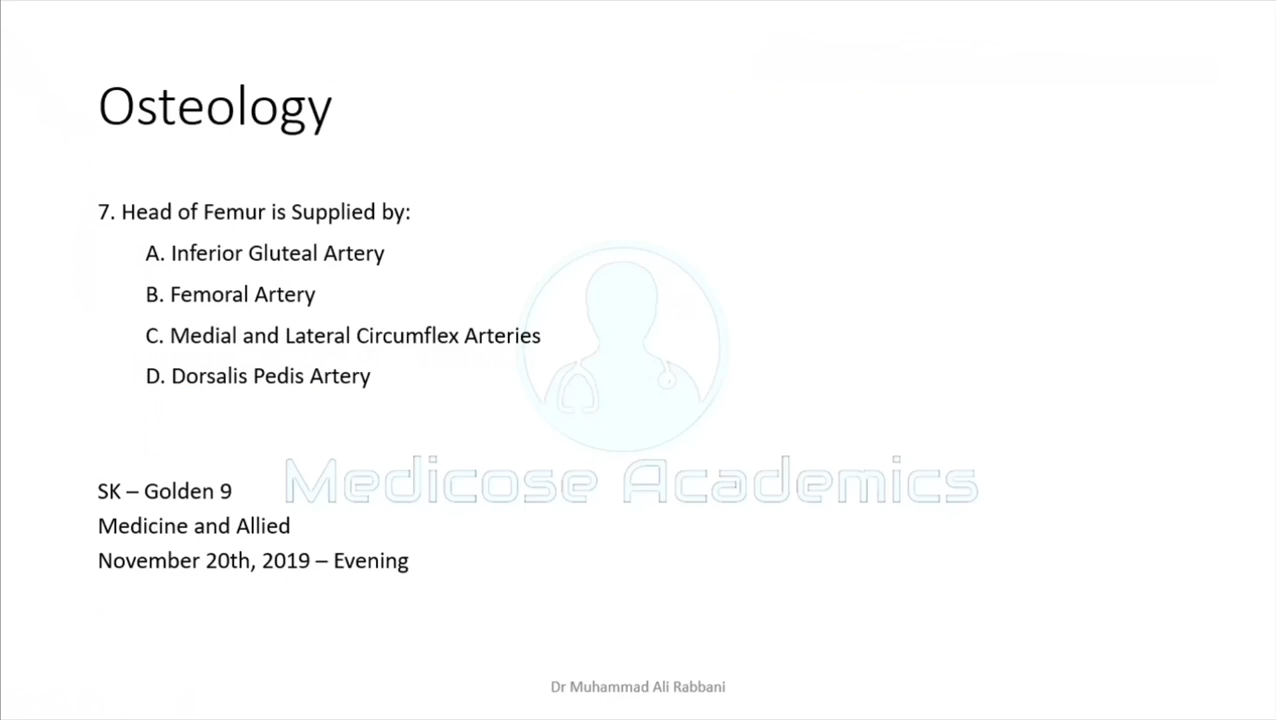 Osteology
7. Head of Femur is Supplied by:
A. Inferior Gluteal Artery
B. Femoral Artery
C. Medial and Lateral Circumflex Arteries
D. Dorsalis Pedis Artery
Medicose Academics
SK – Golden 9
Medicine and Allied
November 20th, 2019 – Evening
Dr Muhammad Ali Rabbani